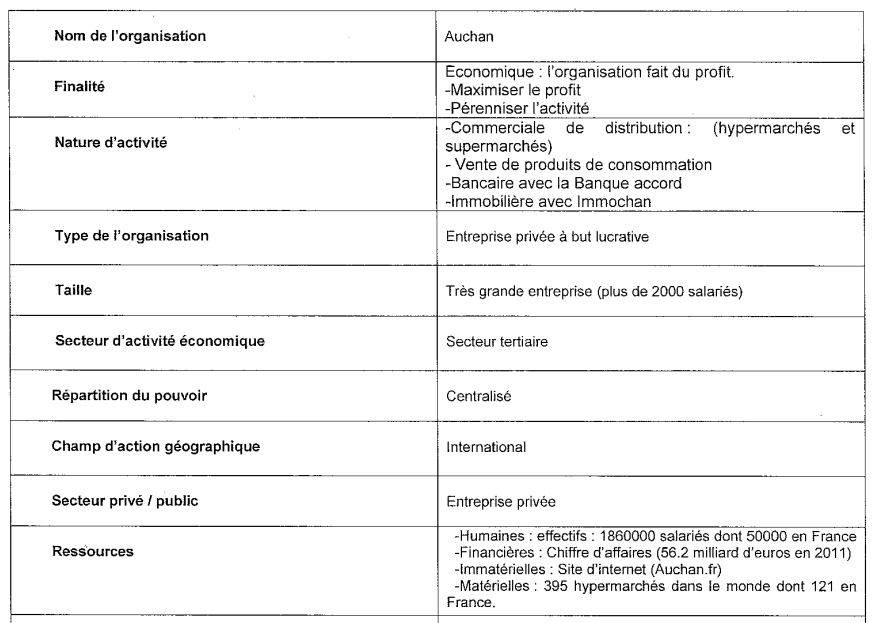 Nom de l'organisation
Auchan
Finalité
Economique : l'organisation fait du profit.
-Maximiser le profit
-Pérenniser l'activité
Nature d'activité
-Commerciale de distribution : (hypermarchés et
supermarchés)
- Vente de produits de consommation
-Bancaire avec la Banque accord
-Immobilière avec Immochan
Type de l'organisation
Entreprise privée à but lucrative
Taille
Très grande entreprise (plus de 2000 salariés)
Secteur d'activité économique
Secteur tertiaire
Répartition du pouvoir
Centralisé
Champ d'action géographique
International
Secteur privé / public
Entreprise privée
Ressources
-Humaines : effectifs : 1860000 salariés dont 50000 en France
-Financières : Chiffre d'affaires (56.2 milliard d'euros en 2011)
-Immatérielles : Site d'internet (Auchan.fr)
-Matérielles : 395 hypermarchés dans le monde dont 121 en
France.